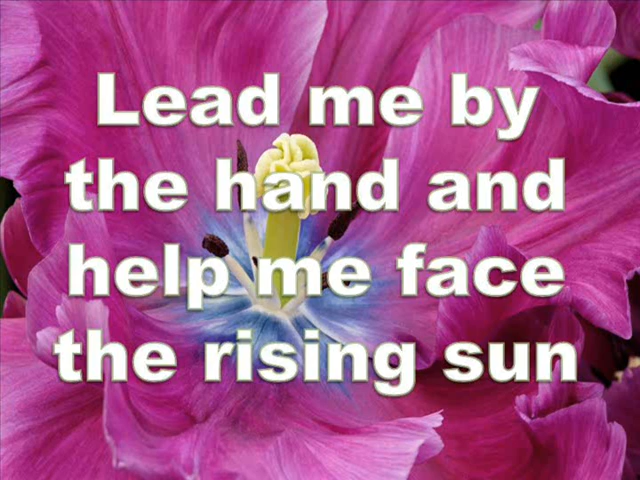 Lead me by
the hand and
help me face
the rising sun